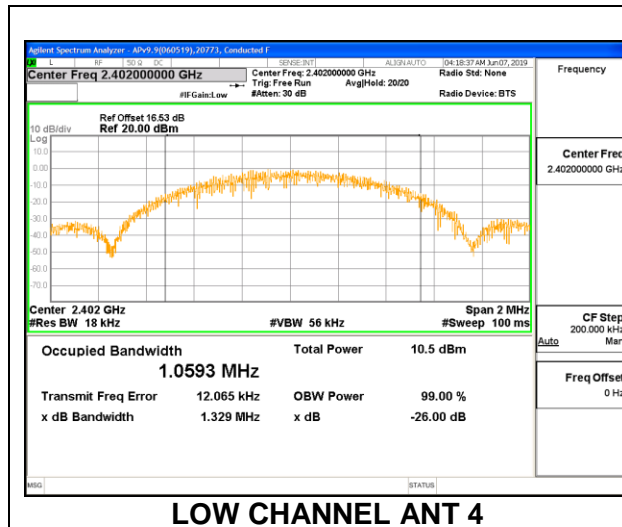 Agilent Spectrum Analyzer - APv9.9(060519),20773, Conducted F
L RF 50 Ω DC SENSE:INT ALIGN AUTO 04:18:37 AM Jun 07, 2019
Center Freq 2.402000000 GHz Center Freq: 2.402000000 GHz Radio Std: None Frequency
Trig: Free Run Avg|Hold: 20/20
#IFGain:Low #Atten: 30 dB Radio Device: BTS
Ref Offset 16.53 dB
10 dB/div Ref 20.00 dBm
Log
10.0
0.00
-10.0
-20.0
-30.0
-40.0
-50.0
-60.0
-70.0
Center Freq
2.402000000 GHz
Center 2.402 GHz Span 2 MHz
#Res BW 18 kHz #VBW 56 kHz #Sweep 100 ms
CF Step
200.000 kHz
Auto Man
Occupied Bandwidth Total Power 10.5 dBm
1.0593 MHz
Transmit Freq Error 12.065 kHz OBW Power 99.00 %
x dB Bandwidth 1.329 MHz x dB -26.00 dB
Freq Offset
0 Hz
MSG STATUS
LOW CHANNEL ANT 4